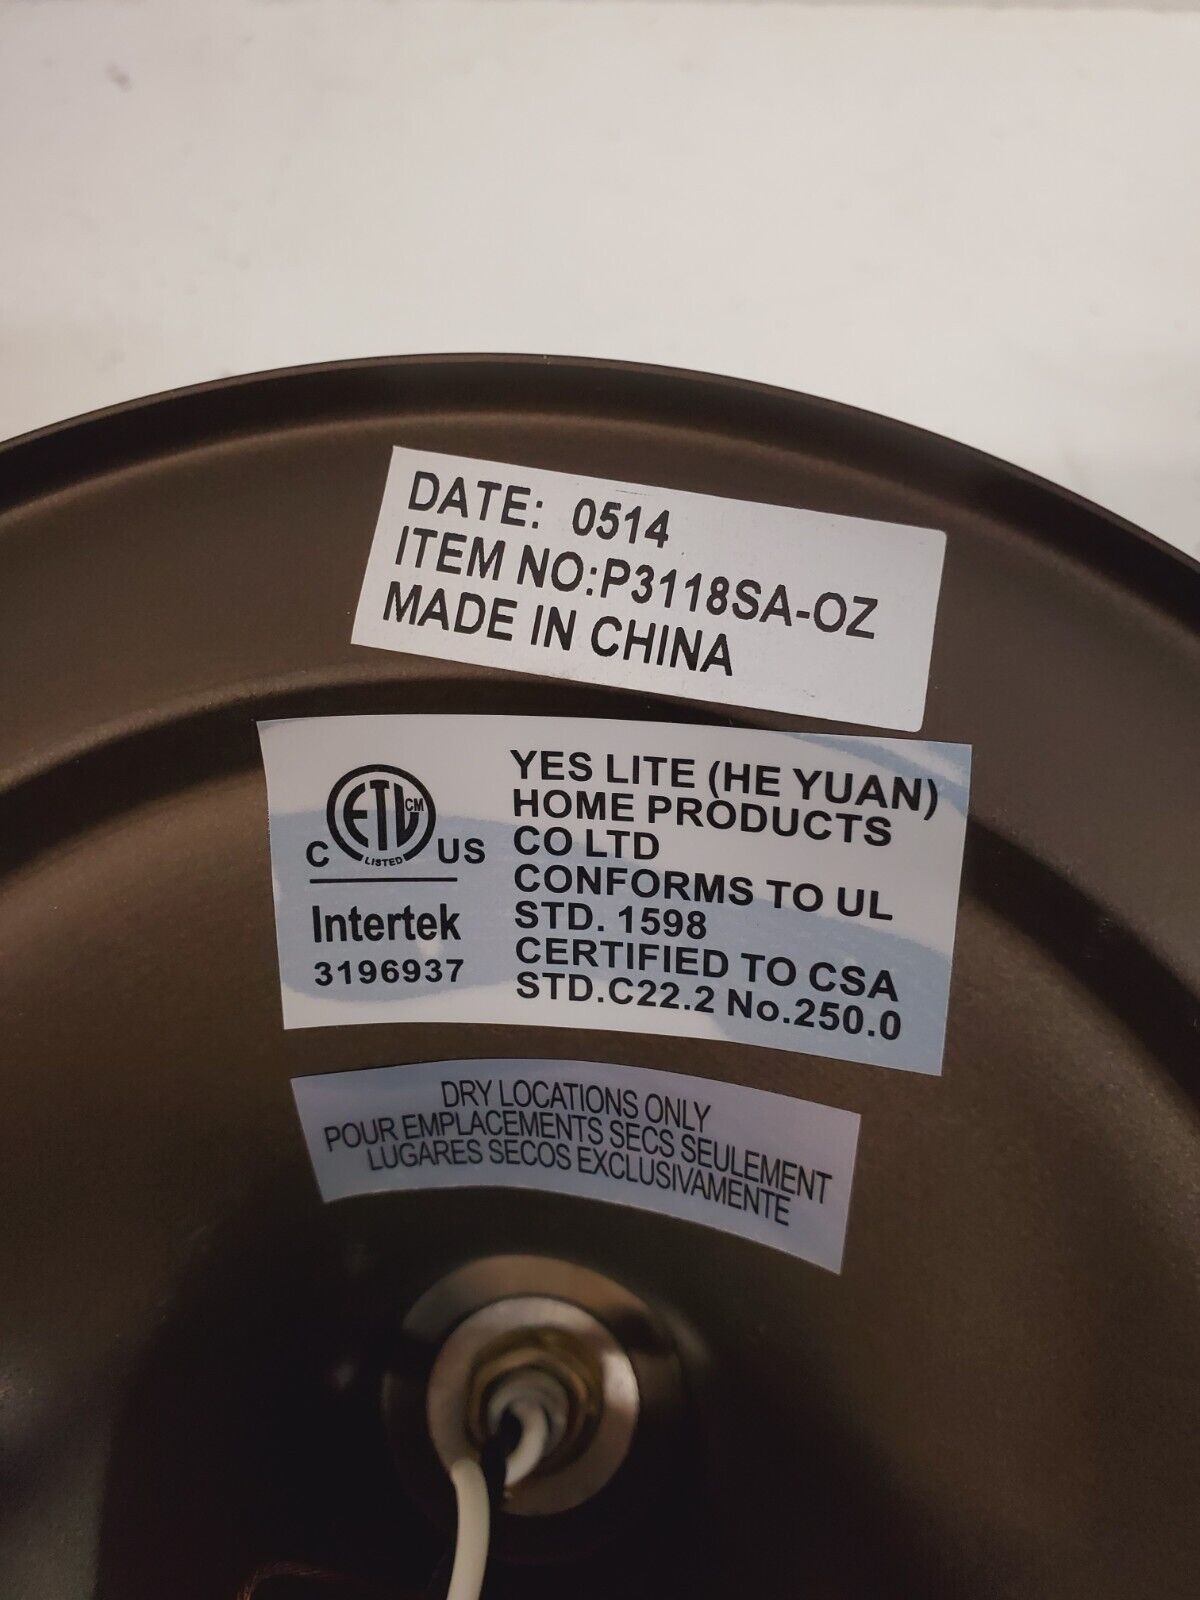 DATE: 0514
ITEM NO:P3118SA-OZ
MADE IN CHINA
ETL CM
LISTED
C US
Intertek
3196937
YES LITE (HE YUAN)
HOME PRODUCTS
CO LTD
CONFORMS TO UL
STD. 1598
CERTIFIED TO CSA
STD.C22.2 No.250.0
DRY LOCATIONS ONLY
POUR EMPLACEMENTS SECS SEULEMENT
LUGARES SECOS EXCLUSIVAMENTE